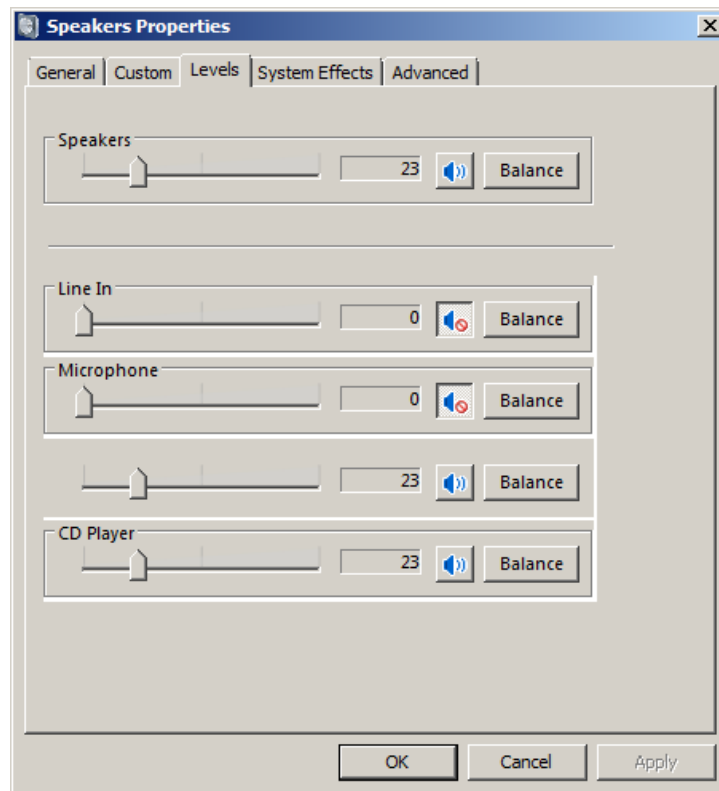 Speakers Properties
General Custom Levels System Effects Advanced
Speakers
23 Balance
Line In
0 Balance
Microphone
0 Balance
23 Balance
CD Player
23 Balance
OK Cancel Apply